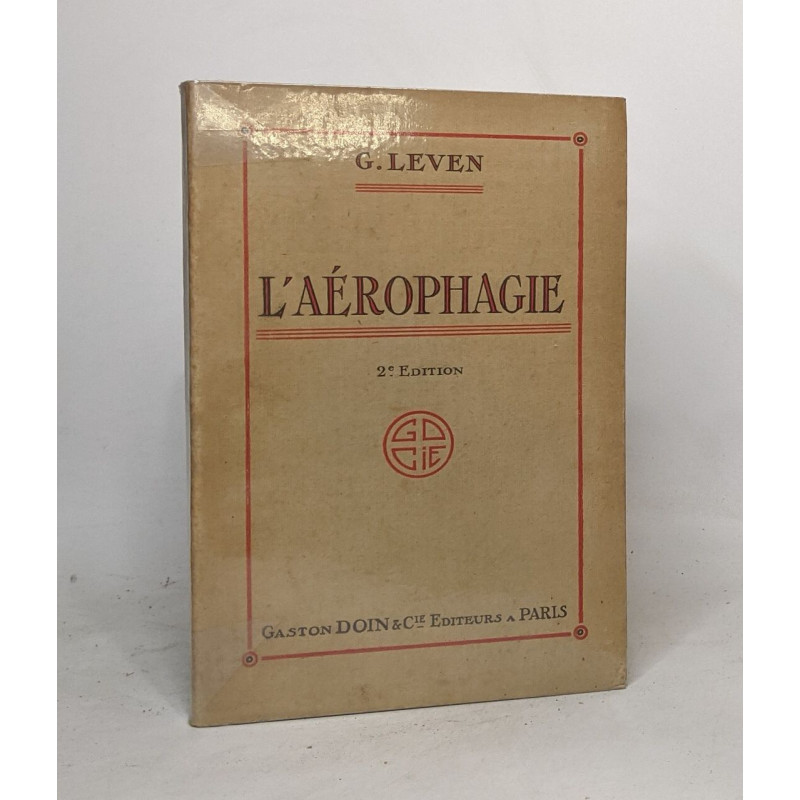 G. LEVEN
L'AÉROPHAGIE
2e EDITION
GD
CiE
GASTON DOIN & CIE EDITEURS A PARIS